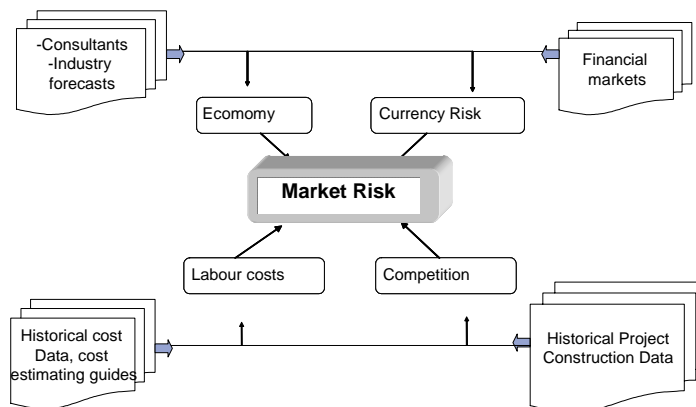 -Consultants
-Industry
forecasts
Financial
markets
Ecomomy
Currency Risk
Market Risk
Labour costs
Competition
Historical cost
Data, cost
estimating guides
Historical Project
Construction Data